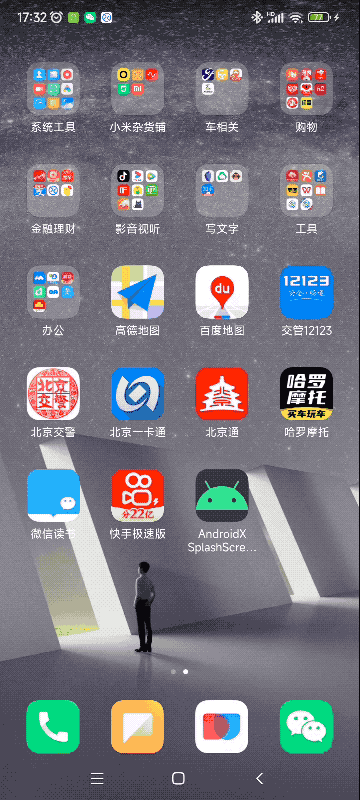 17:32
HD
系统工具
小米杂货铺
车相关
购物
金融理财
影音视听
写文字
工具
办公
高德地图
du
百度地图
12123
交管12123
北京交警
北京交警
北京一卡通
北京通
哈罗
摩托
买车玩车
哈罗摩托
微信读书
分22亿
快手极速版
AndroidX
SplashScre...